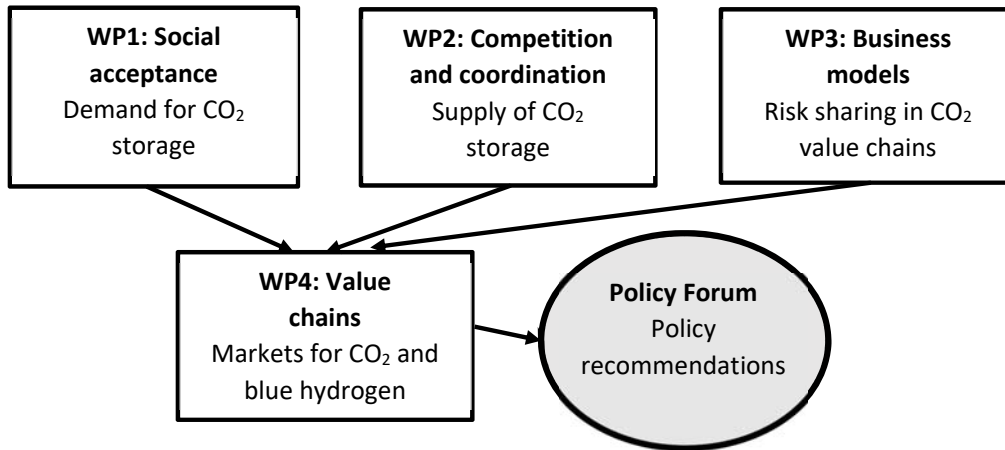 WP1: Social
acceptance
Demand for CO₂
storage
WP2: Competition
and coordination
Supply of CO₂
storage
WP3: Business
models
Risk sharing in CO₂
value chains
WP4: Value
chains
Markets for CO₂ and
blue hydrogen
Policy Forum
Policy
recommendations